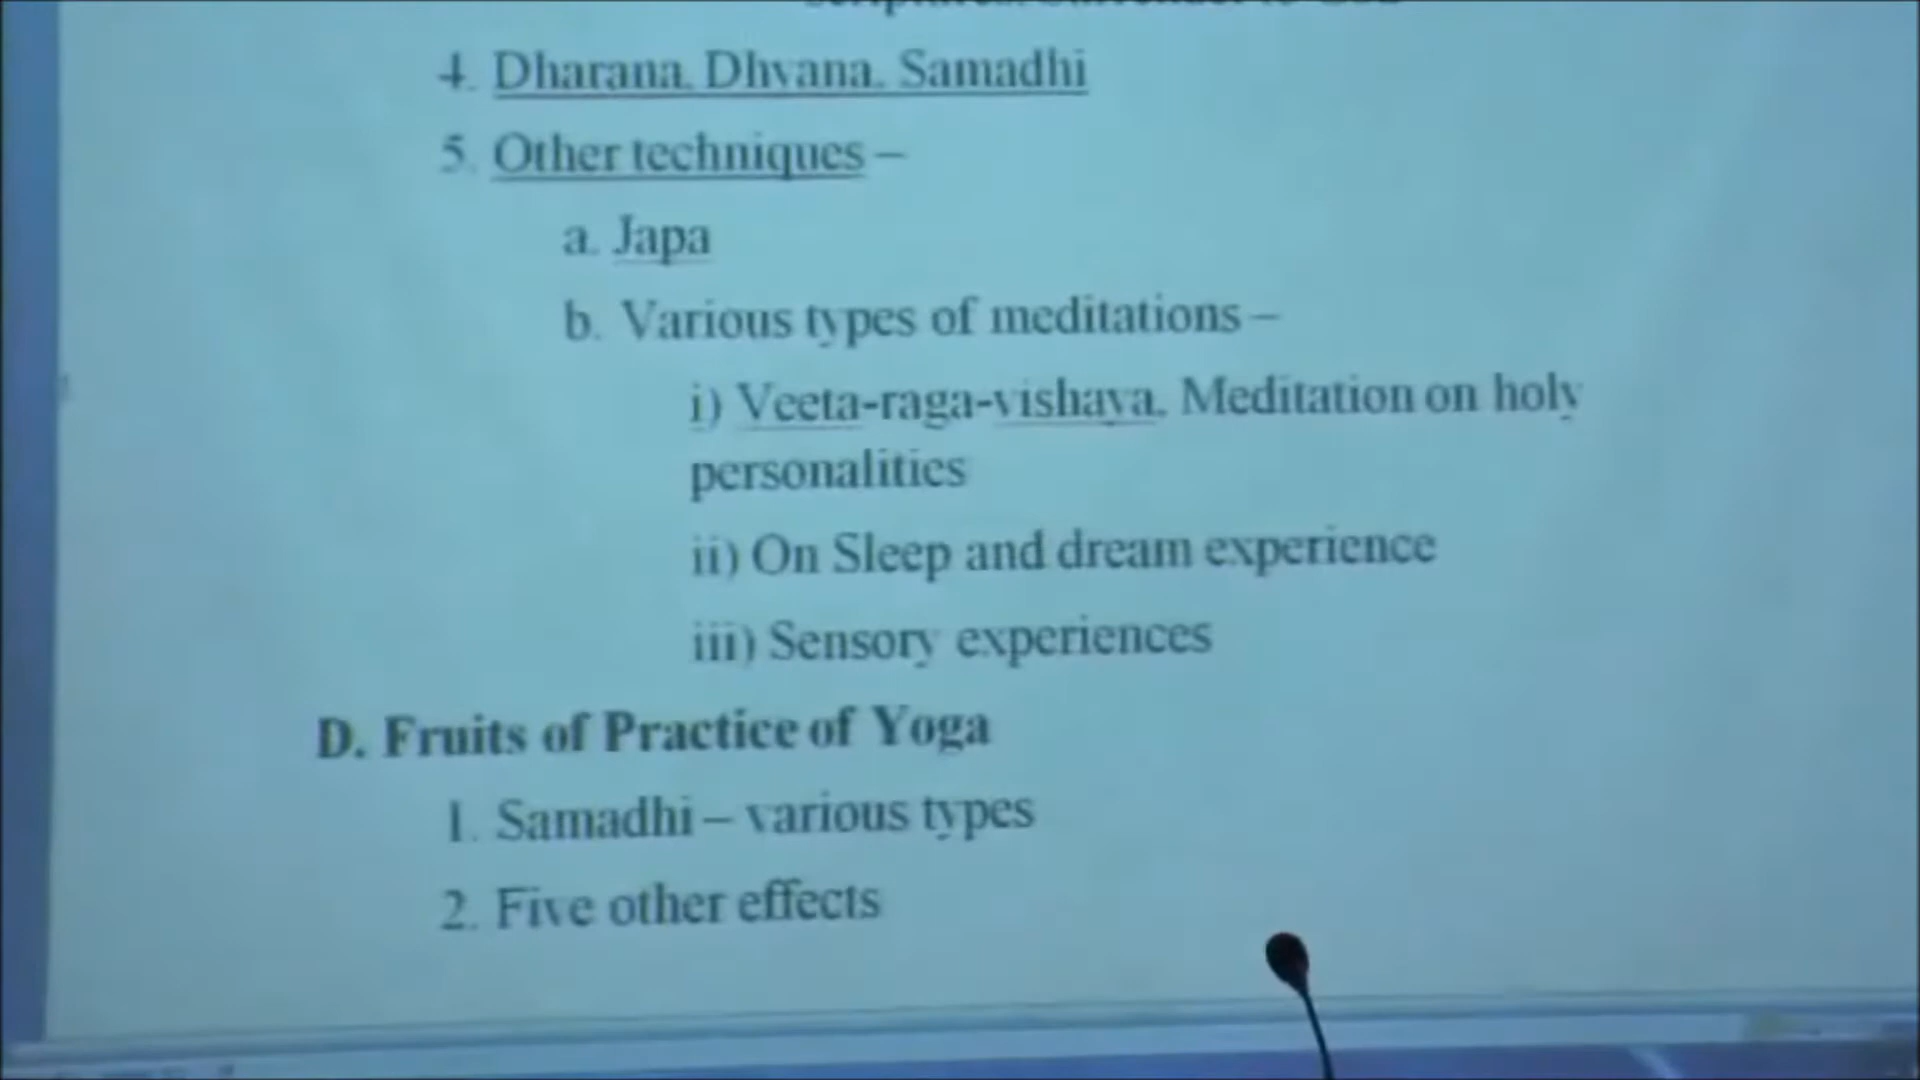 4. Dharana, Dhyana, Samadhi
5. Other techniques –
a. Japa
b. Various types of meditations –
i) Veeta-raga-vishaya, Meditation on holy
personalities
ii) On Sleep and dream experience
iii) Sensory experiences
D. Fruits of Practice of Yoga
1. Samadhi – various types
2. Five other effects